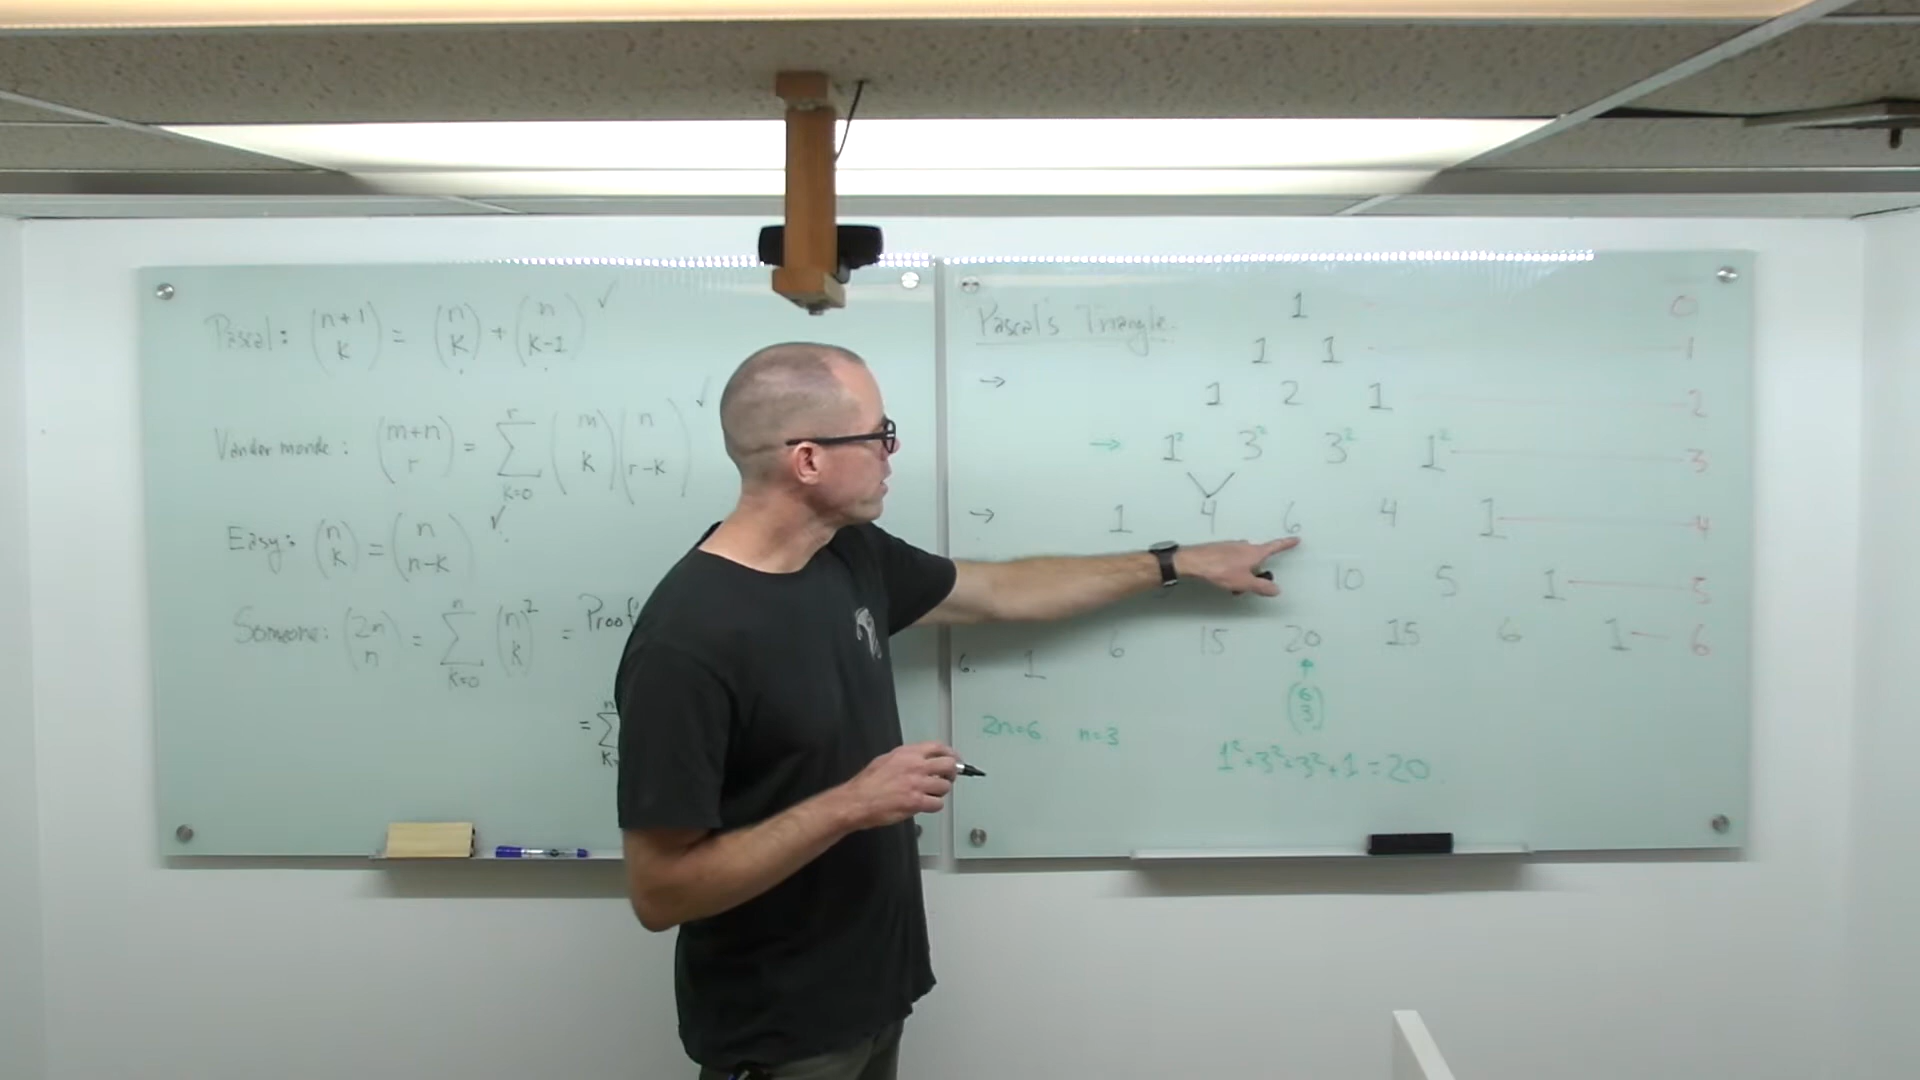 Pascal: (n+1 k) = (n k) + (n k-1) ✓
Vandermonde: (m+n r) = ∑ r k=0 (m k)(n r-k) ✓
Easy: (n k) = (n n-k) ✓
Someone: (2n n) = ∑ n k=0 (n k)² = Proof:
= ∑ n
Pascal's Triangle.
1 0
1 1 1
→ 1 2 1 2
→ 1² 3² 3² 1² 3
→ 1 4 6 4 1 4
10 5 1 5
6. 1 6 15 20 15 6 1 6
(6 3)
2n=6. n=3
1²+3²+3²+1=20.